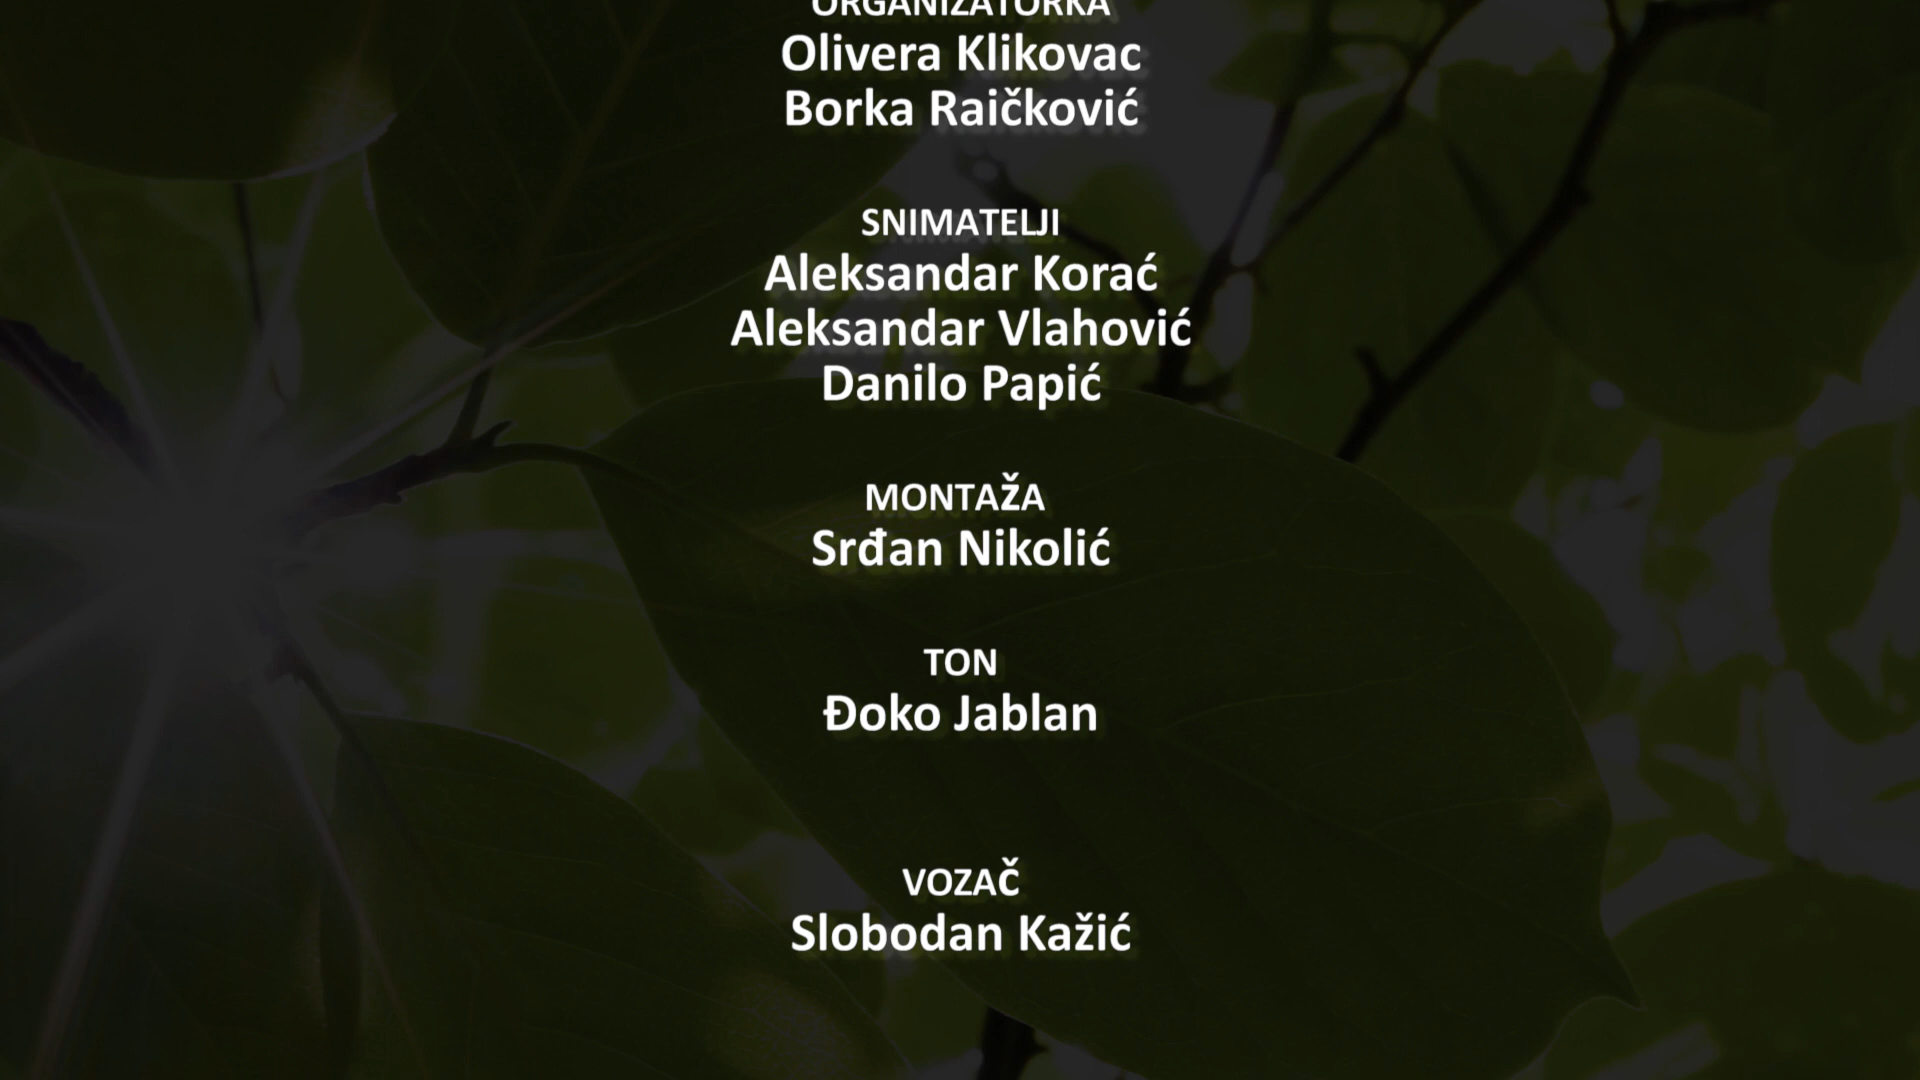 ORGANIZATORKA
Olivera Klikovac
Borka Raičković
SNIMATELJI
Aleksandar Korać
Aleksandar Vlahović
Danilo Papić
MONTAŽA
Srđan Nikolić
TON
Đoko Jablan
VOZAČ
Slobodan Kažić